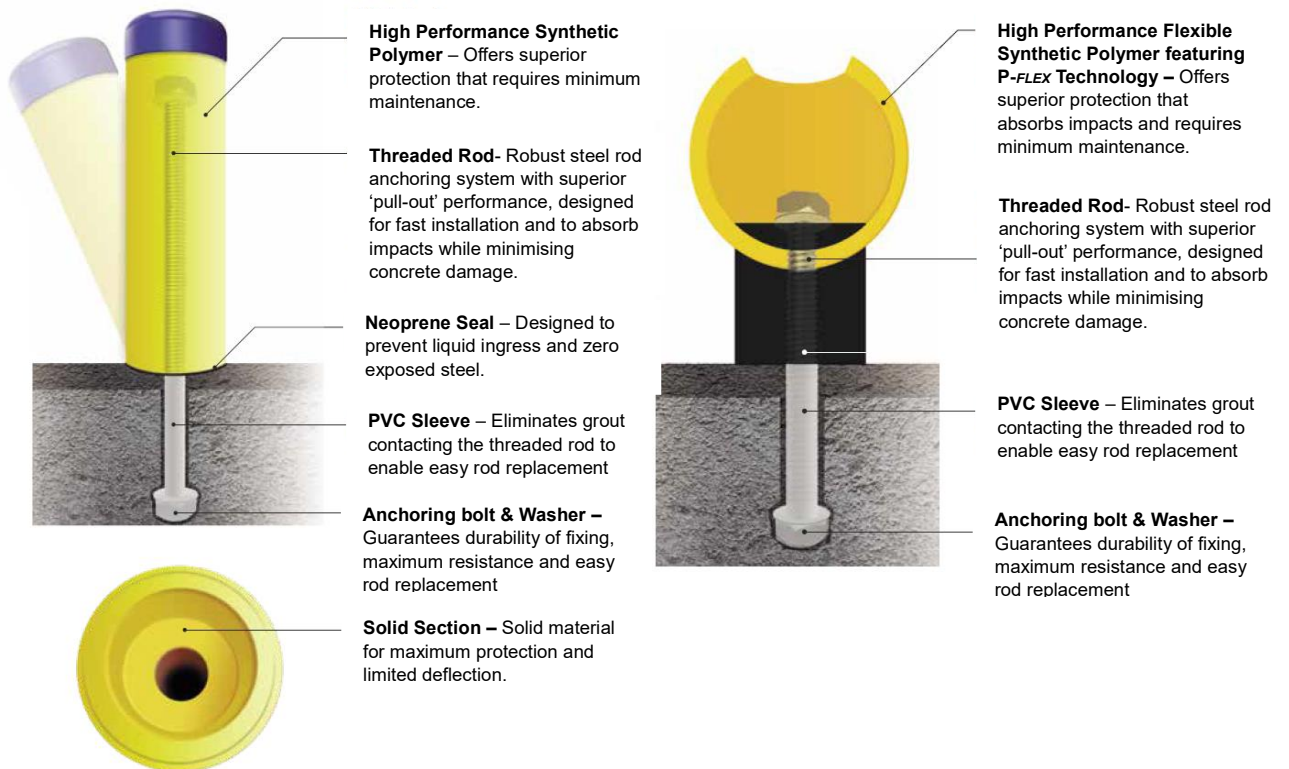 High Performance Synthetic
Polymer – Offers superior
protection that requires minimum
maintenance.
Threaded Rod- Robust steel rod
anchoring system with superior
‘pull-out’ performance, designed
for fast installation and to absorb
impacts while minimising
concrete damage.
Neoprene Seal – Designed to
prevent liquid ingress and zero
exposed steel.
PVC Sleeve – Eliminates grout
contacting the threaded rod to
enable easy rod replacement
Anchoring bolt & Washer –
Guarantees durability of fixing,
maximum resistance and easy
rod replacement
Solid Section – Solid material
for maximum protection and
limited deflection.
High Performance Flexible
Synthetic Polymer featuring
P-FLEX Technology – Offers
superior protection that
absorbs impacts and requires
minimum maintenance.
Threaded Rod- Robust steel rod
anchoring system with superior
‘pull-out’ performance, designed
for fast installation and to absorb
impacts while minimising
concrete damage.
PVC Sleeve – Eliminates grout
contacting the threaded rod to
enable easy rod replacement
Anchoring bolt & Washer –
Guarantees durability of fixing,
maximum resistance and easy
rod replacement